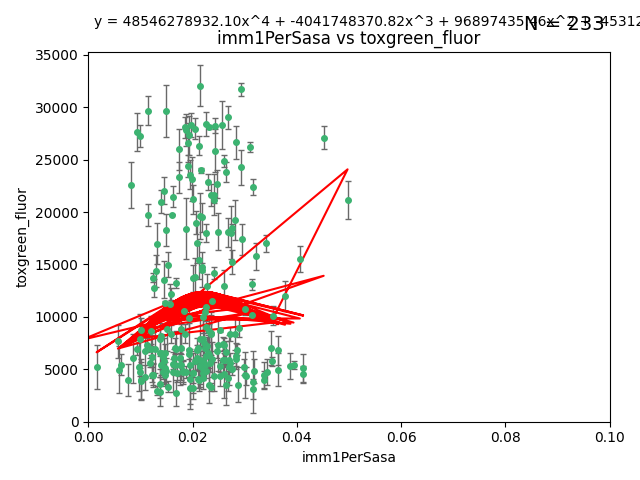 y = 48546278932.10x^4 + -4041748370.82x^3 +
N = 233
imm1PerSasa vs toxgreen_fluor
35000
30000
25000
20000
15000
10000
5000
0
toxgreen_fluor
0.00 0.02 0.04 0.06 0.08 0.10
imm1PerSasa